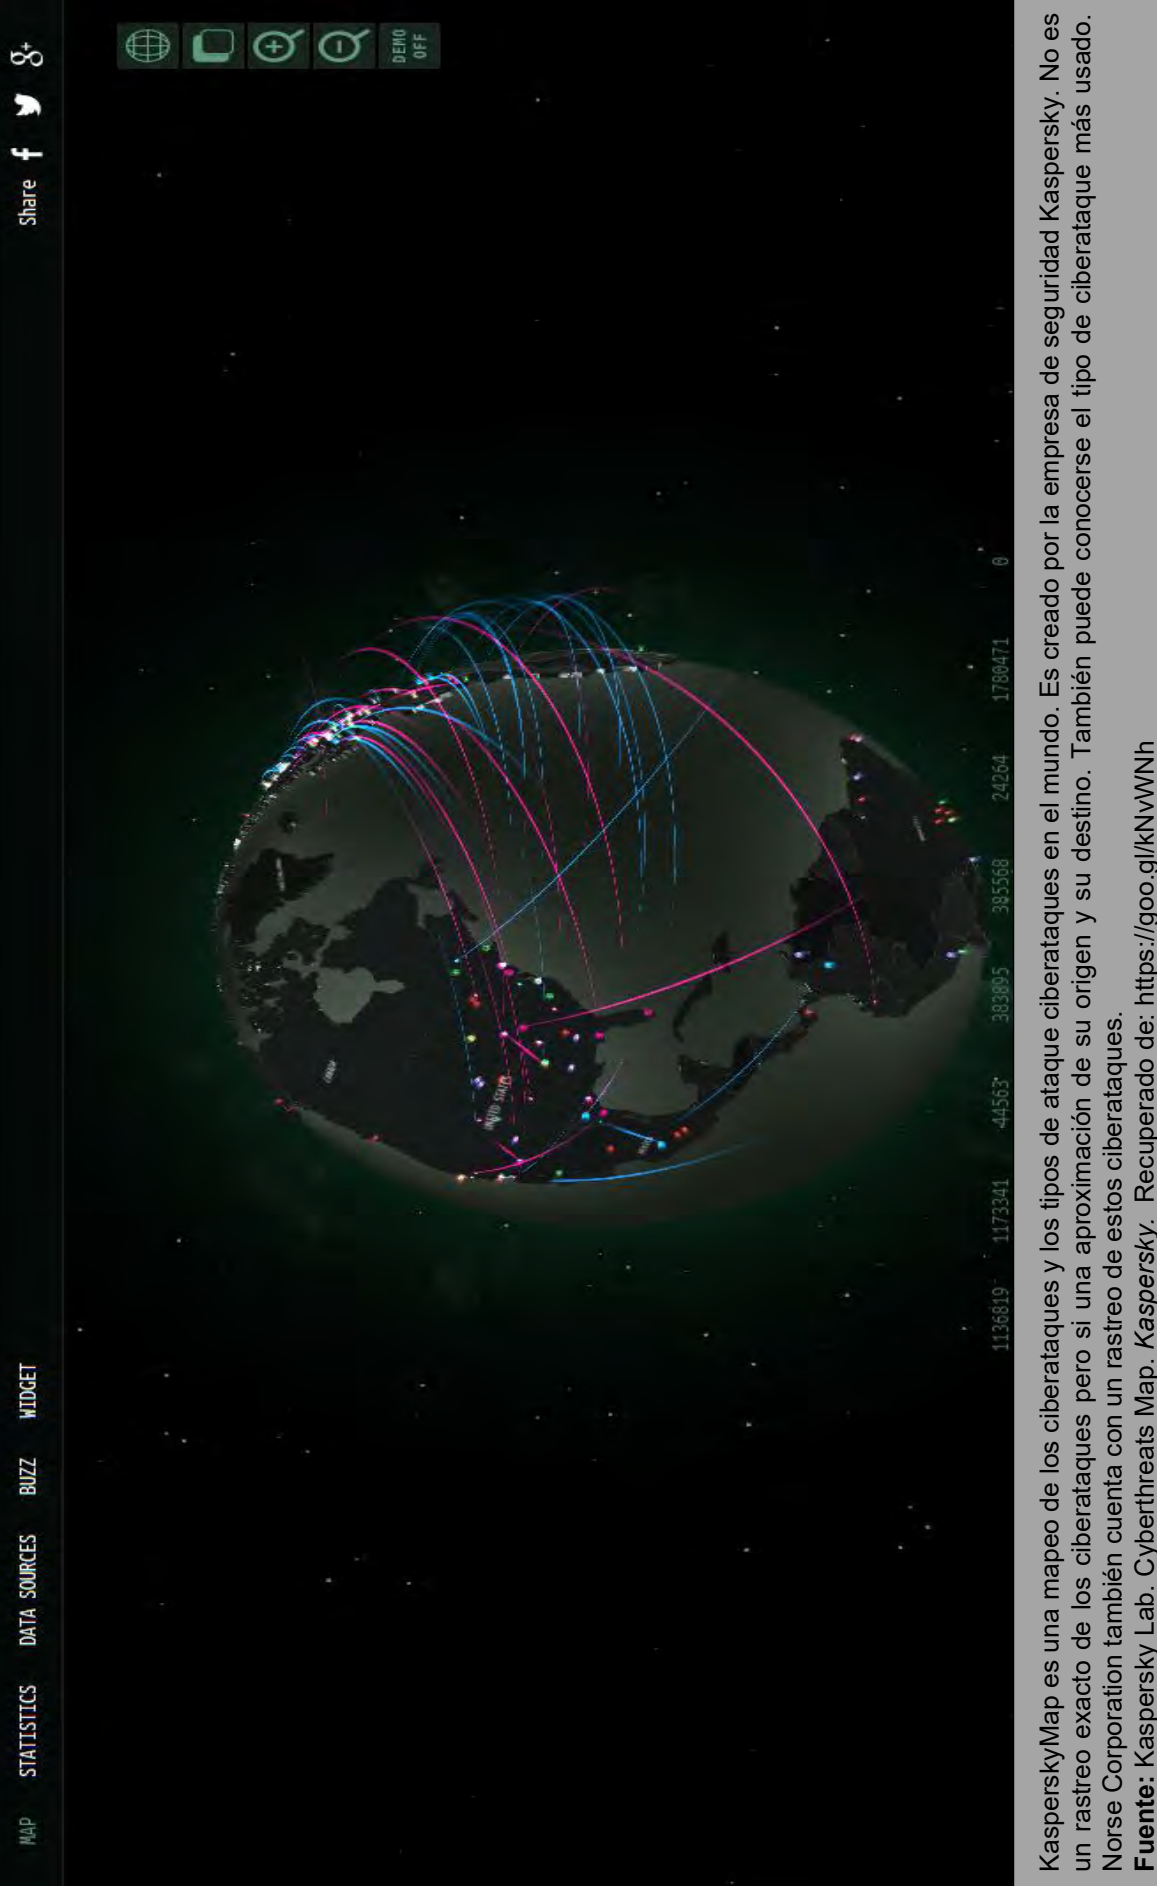 MAP STATISTICS DATA SOURCES BUZZ WIDGET Share f g+
DEMO
OFF
UNITED STATES
1136819 1173341 44563 383895 385568 24264 1780471 0
KasperskyMap es una mapeo de los ciberataques y los tipos de ataque ciberataques en el mundo. Es creado por la empresa de seguridad Kaspersky. No es
un rastreo exacto de los ciberataques pero si una aproximación de su origen y su destino. También puede conocerse el tipo de ciberataque más usado.
Norse Corporation también cuenta con un rastreo de estos ciberataques.
Fuente: Kaspersky Lab. Cyberthreats Map. Kaspersky. Recuperado de: https://goo.gl/kNvWNh